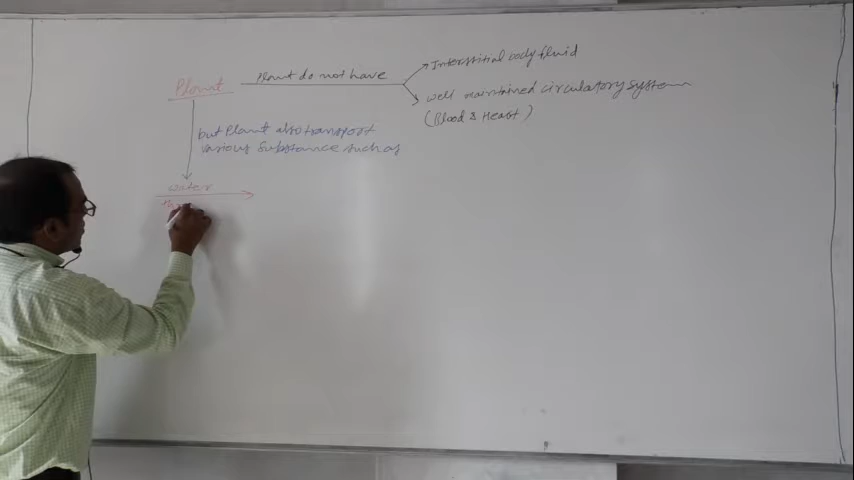 Plant
Plant do not have
Interstitial body fluid
Well maintained circulatory system
(Blood & Heart)
but Plant also transport
various Substance such as
water